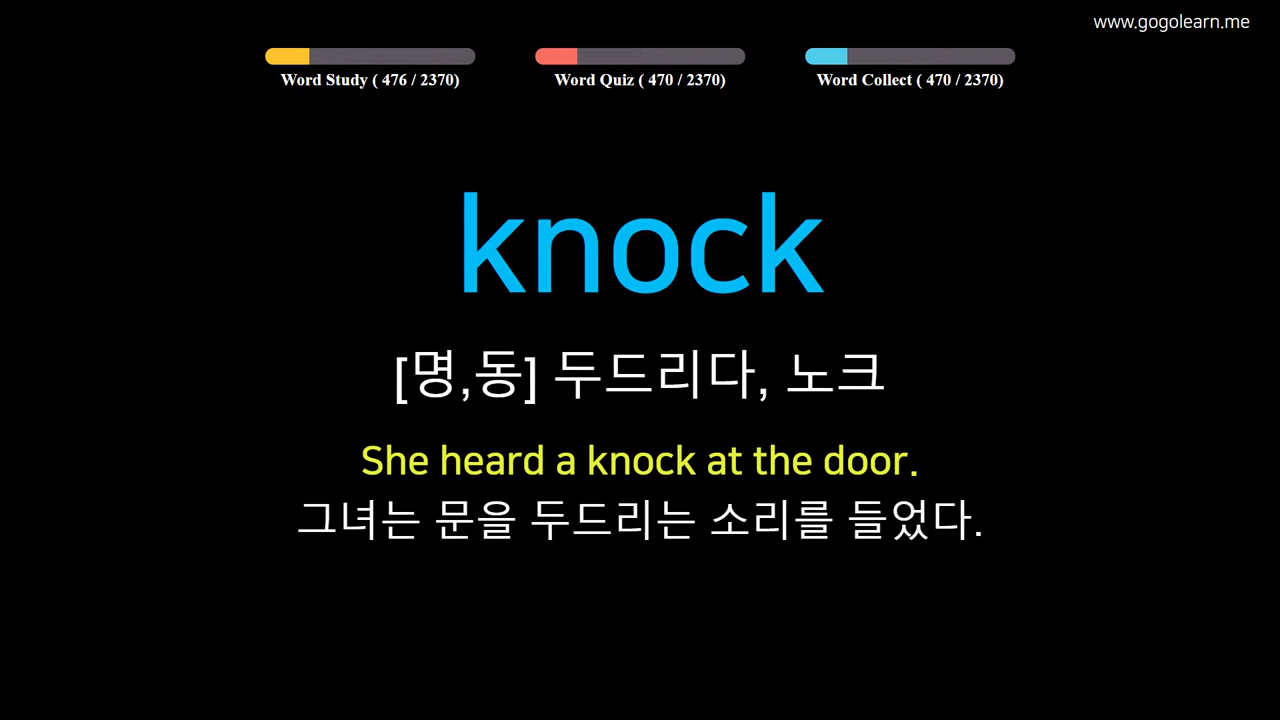 www.gogolearn.me
Word Study ( 476 / 2370) Word Quiz ( 470 / 2370) Word Collect ( 470 / 2370)
knock
[명,동] 두드리다, 노크
She heard a knock at the door.
그녀는 문을 두드리는 소리를 들었다.